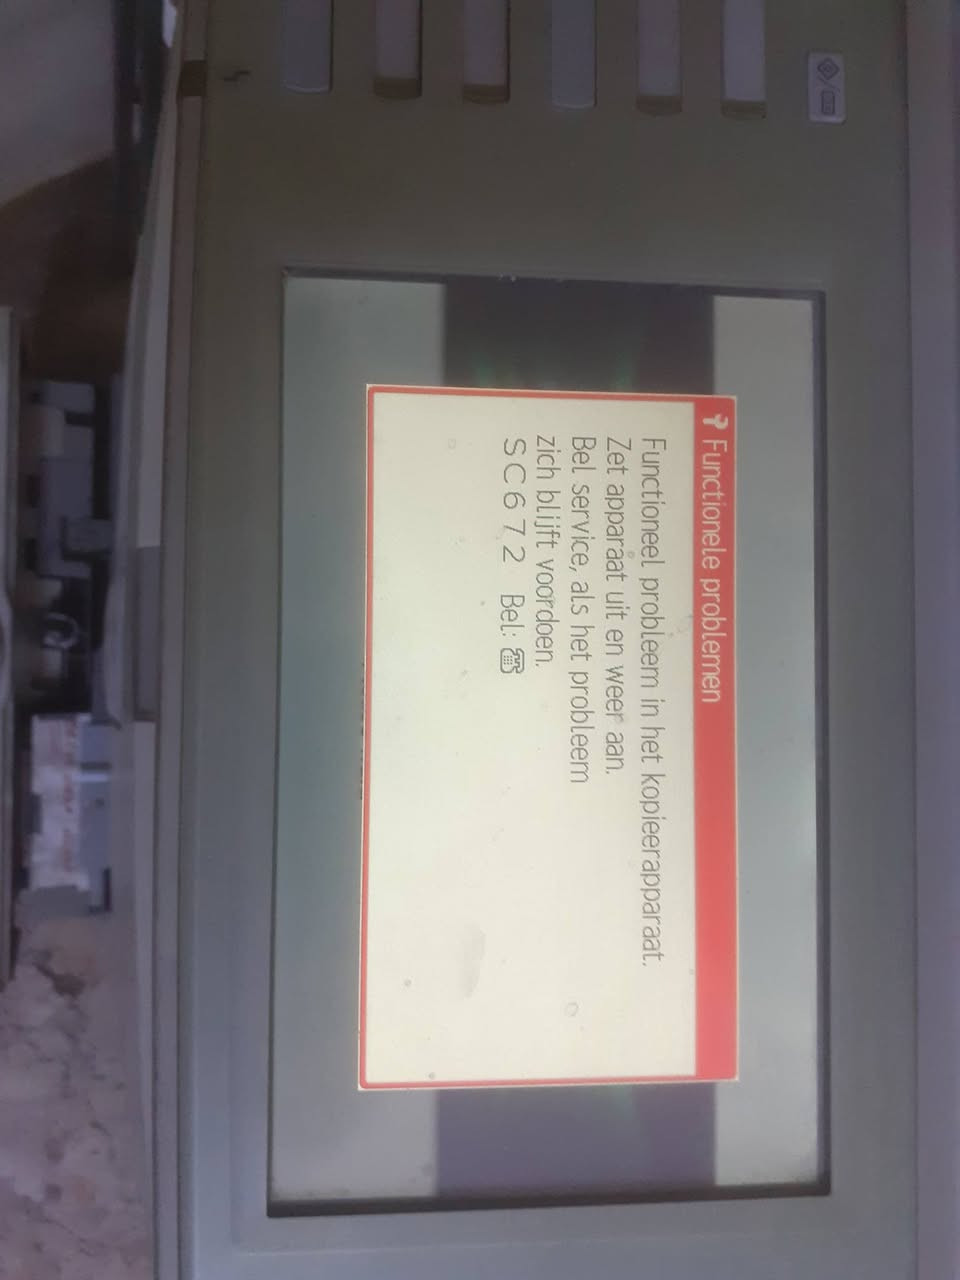 Functionele problemen
Functioneel probleem in het kopieerapparaat.
Zet apparaat uit en weer aan.
Bel service, als het probleem
zich blijft voordoen.
SC672 Bel: